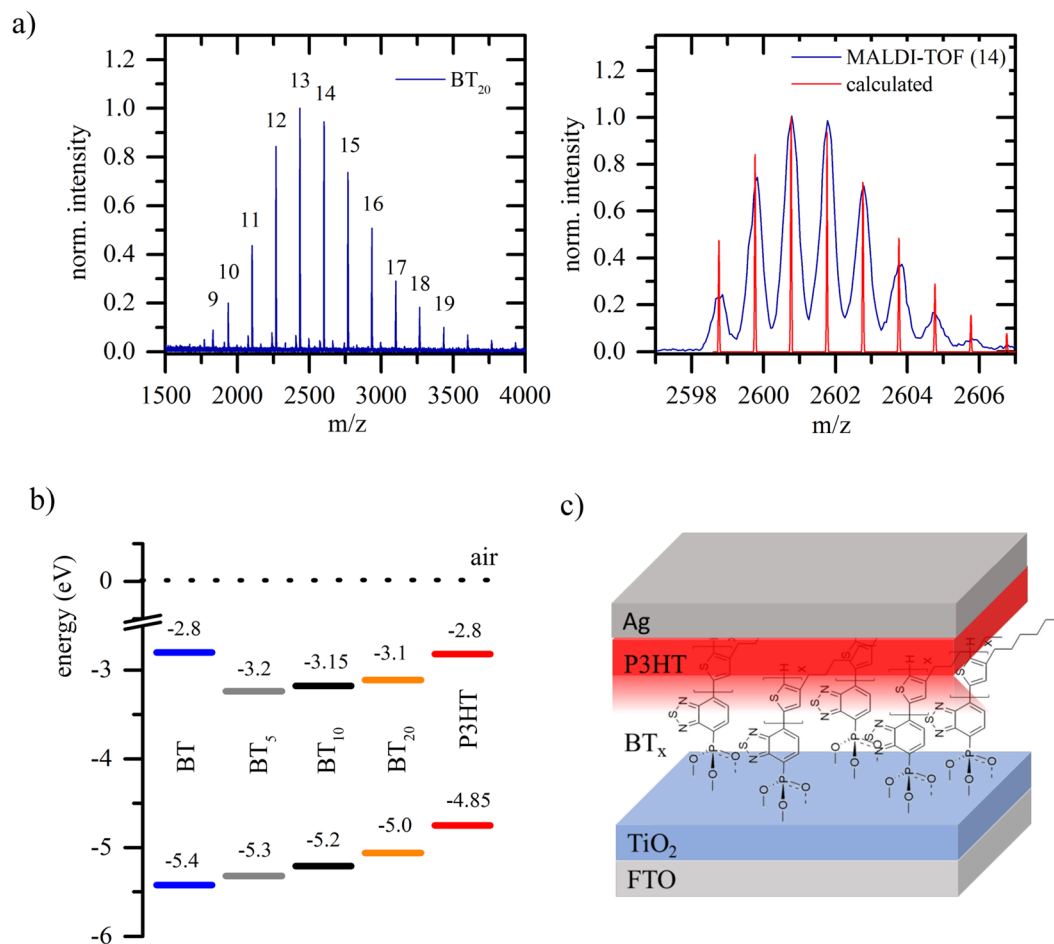 a)
1.2
1.0
0.8
0.6
0.4
0.2
0.0
norm. intensity
BT20
9
10
11
12
13
14
15
16
17
18
19
1500 2000 2500 3000 3500 4000
m/z
1.2
1.0
0.8
0.6
0.4
0.2
0.0
norm. intensity
MALDI-TOF (14)
calculated
2598 2600 2602 2604 2606
m/z
b)
energy (eV)
0
-3
-4
-5
-6
air
-2.8
-3.2
-3.15
-3.1
-2.8
BT
BT5
BT10
BT20
P3HT
-5.4
-5.3
-5.2
-5.0
-4.85
c)
Ag
P3HT
BTx
TiO2
FTO
H
x
H
x
H
x
S
S
S
S
S
N
S
N
N
S
N
N
S
N
N
S
N
N
S
N
P
O
O
O
P
O
O
O
P
O
O
O
P
O
O
O
P
O
O
O